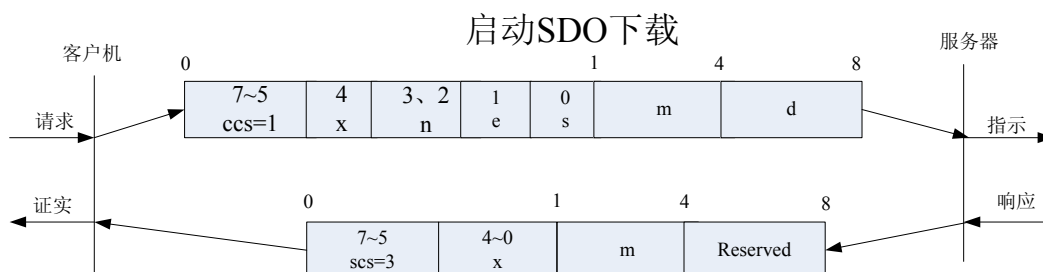 启动SDO下载
客户机
服务器
0 1 4 8
7~5 4 3、2 1 0
ccs=1 x n e s m d
请求
指示
证实
响应
0 1 4 8
7~5 4~0
scs=3 x m Reserved